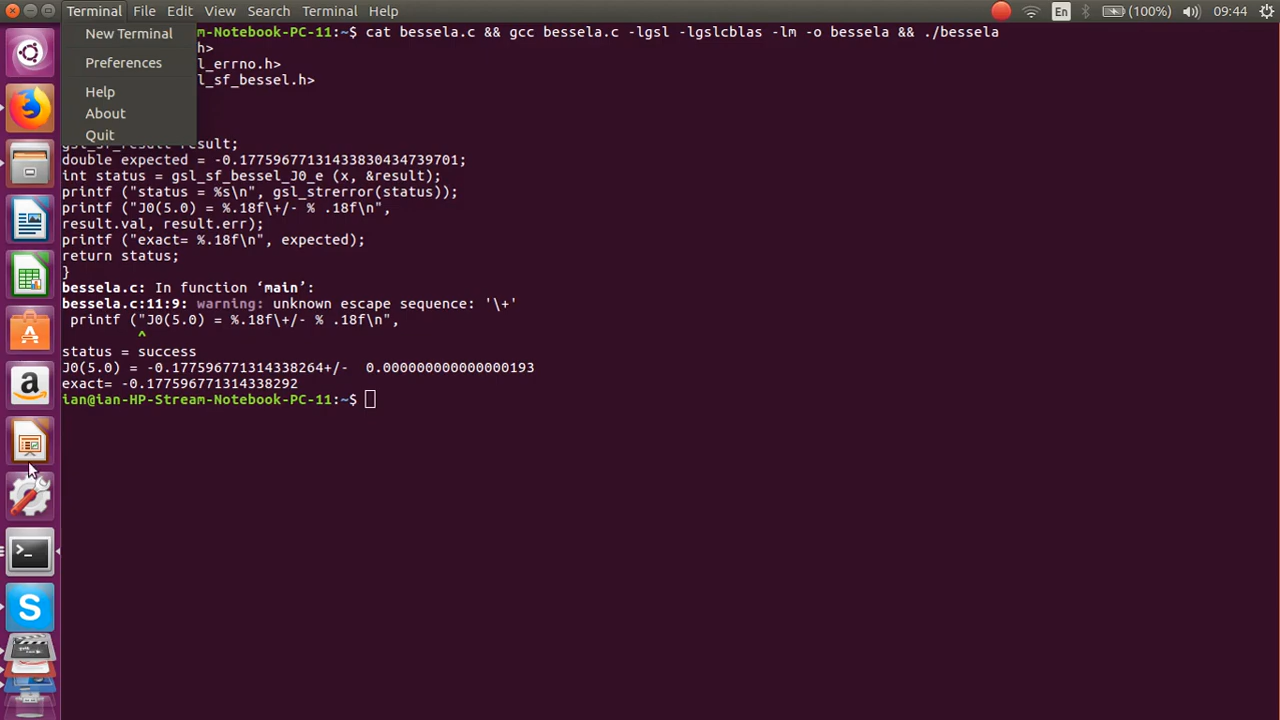 Terminal File Edit View Search Terminal Help En (100%) 09:44
New Terminal
Preferences
Help
About
Quit
m-Notebook-PC-11:~$ cat bessela.c && gcc bessela.c -lgsl -lgslcblas -lm -o bessela && ./bessela
.h>
l_errno.h>
l_sf_bessel.h>
gsl_sf_result result;
double expected = -0.17759677131433830434739701;
int status = gsl_sf_bessel_J0_e (x, &result);
printf ("status = %s\n", gsl_strerror(status));
printf ("J0(5.0) = %.18f\+/- % .18f\n",
result.val, result.err);
printf ("exact= %.18f\n", expected);
return status;
}
bessela.c: In function ‘main’:
bessela.c:11:9: warning: unknown escape sequence: '\+'
printf ("J0(5.0) = %.18f\+/- % .18f\n",
^
status = success
J0(5.0) = -0.177596771314338264+/-  0.000000000000000193
exact= -0.177596771314338292
ian@ian-HP-Stream-Notebook-PC-11:~$